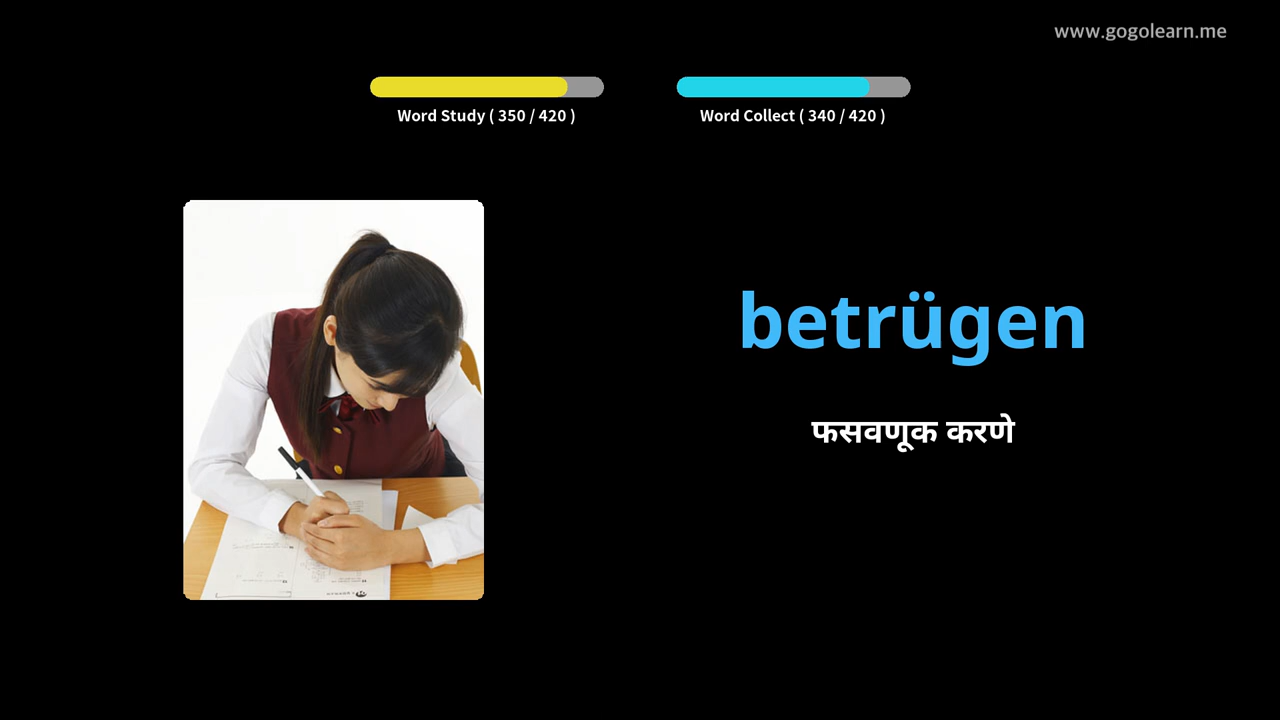 www.gogolearn.me
Word Study ( 350 / 420 )
Word Collect ( 340 / 420 )
betrügen
फसवणूक करणे